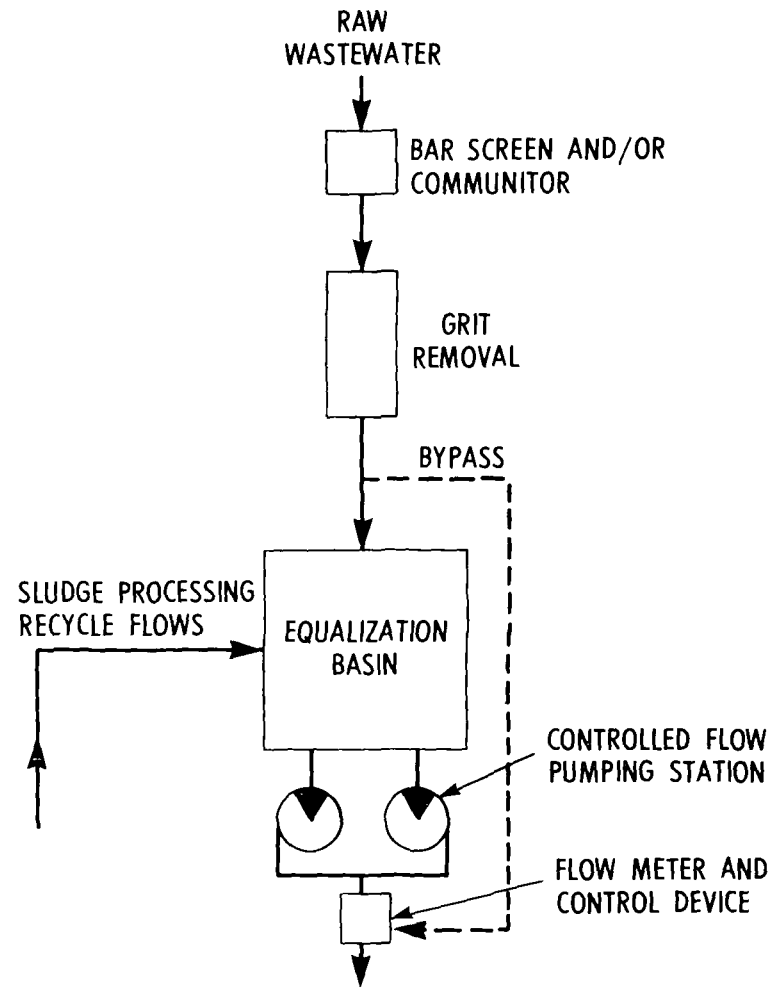 RAW
WASTEWATER
BAR SCREEN AND/OR
COMMUNITOR
GRIT
REMOVAL
BYPASS
SLUDGE PROCESSING
RECYCLE FLOWS
EQUALIZATION
BASIN
CONTROLLED FLOW
PUMPING STATION
FLOW METER AND
CONTROL DEVICE